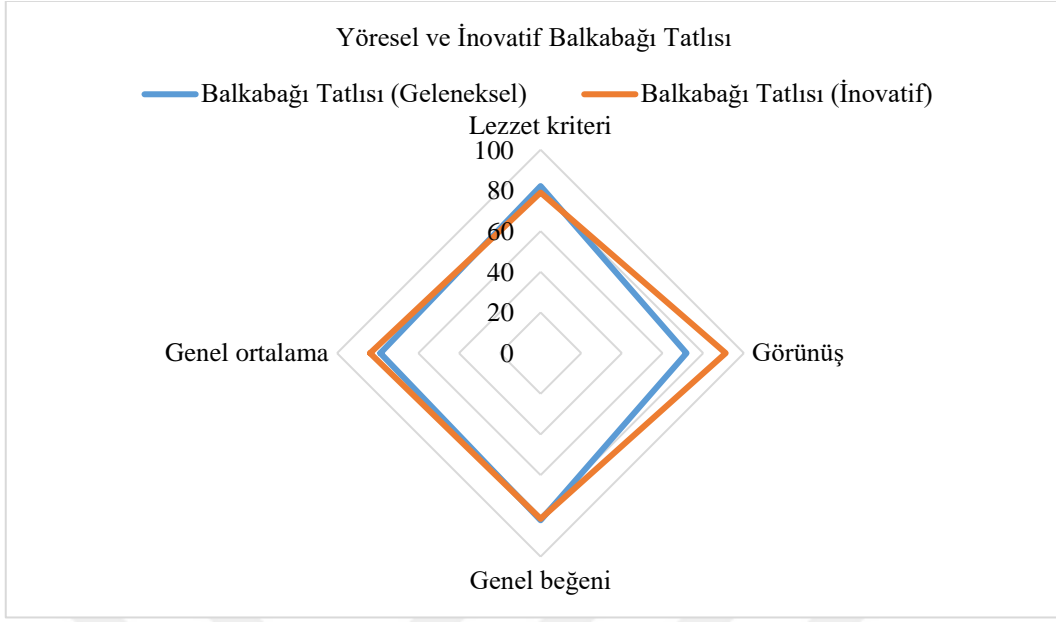 Yöresel ve İnovatif Balkabağı Tatlısı
Balkabağı Tatlısı (Geleneksel)
Balkabağı Tatlısı (İnovatif)
Lezzet kriteri
100
80
60
40
20
0
Genel ortalama
Görünüş
Genel beğeni